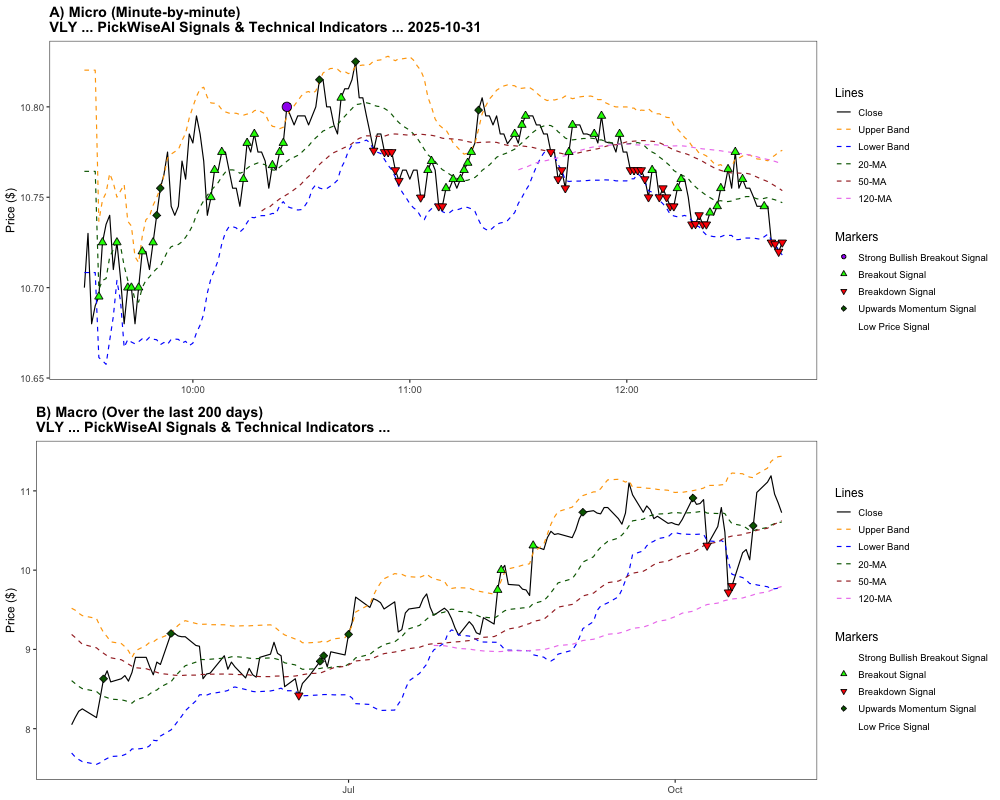 A) Micro (Minute-by-minute)
VLY ... PickWiseAI Signals & Technical Indicators ... 2025-10-31
Price ($)
10.80
10.75
10.70
10.65
10:00
11:00
12:00
Lines
Close
Upper Band
Lower Band
20-MA
50-MA
120-MA
Markers
Strong Bullish Breakout Signal
Breakout Signal
Breakdown Signal
Upwards Momentum Signal
Low Price Signal
B) Macro (Over the last 200 days)
VLY ... PickWiseAI Signals & Technical Indicators ...
Price ($)
11
10
9
8
Jul
Oct
Lines
Close
Upper Band
Lower Band
20-MA
50-MA
120-MA
Markers
Strong Bullish Breakout Signal
Breakout Signal
Breakdown Signal
Upwards Momentum Signal
Low Price Signal